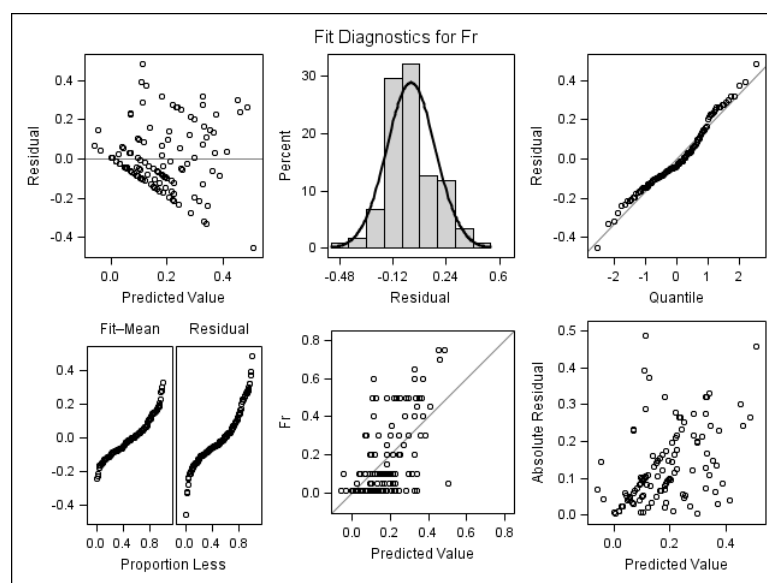 Fit Diagnostics for Fr
0.4
0.2
0.0
-0.2
-0.4
Residual
0.0 0.2 0.4
Predicted Value
30
20
10
0
Percent
-0.48 -0.12 0.24 0.6
Residual
0.4
0.2
0.0
-0.2
-0.4
Residual
-2 -1 0 1 2
Quantile
Fit–Mean Residual
0.4
0.2
0.0
-0.2
-0.4
0.0 0.4 0.8 0.0 0.4 0.8
Proportion Less
0.8
0.6
0.4
0.2
0.0
Fr
0.0 0.2 0.4 0.6 0.8
Predicted Value
0.5
0.4
0.3
0.2
0.1
0.0
Absolute Residual
0.0 0.2 0.4
Predicted Value